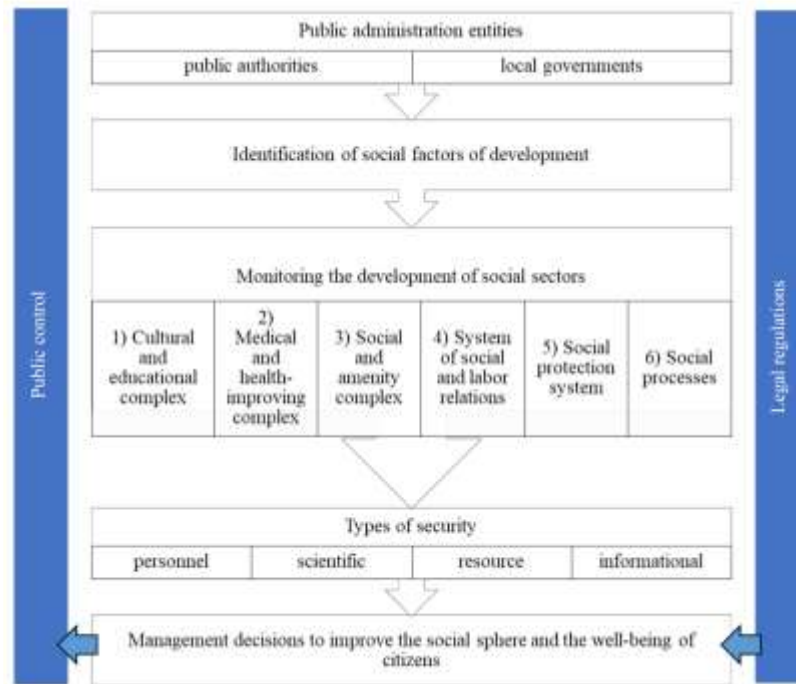 Public control
Public administration entities
public authorities
local governments
Identification of social factors of development
Monitoring the development of social sectors
1) Cultural
and
educational
complex
2)
Medical
and
health-
improving
complex
3) Social
and
amenity
complex
4) System
of social
and labor
relations
5) Social
protection
system
6) Social
processes
Types of security
personnel
scientific
resource
informational
Management decisions to improve the social sphere and the well-being of
citizens
Legal regulations